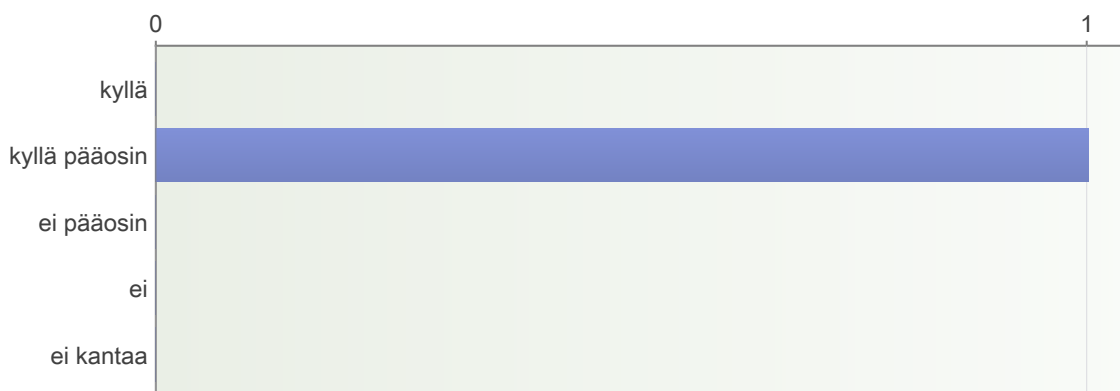 0 1
kyllä
kyllä pääosin
ei pääosin
ei
ei kantaa